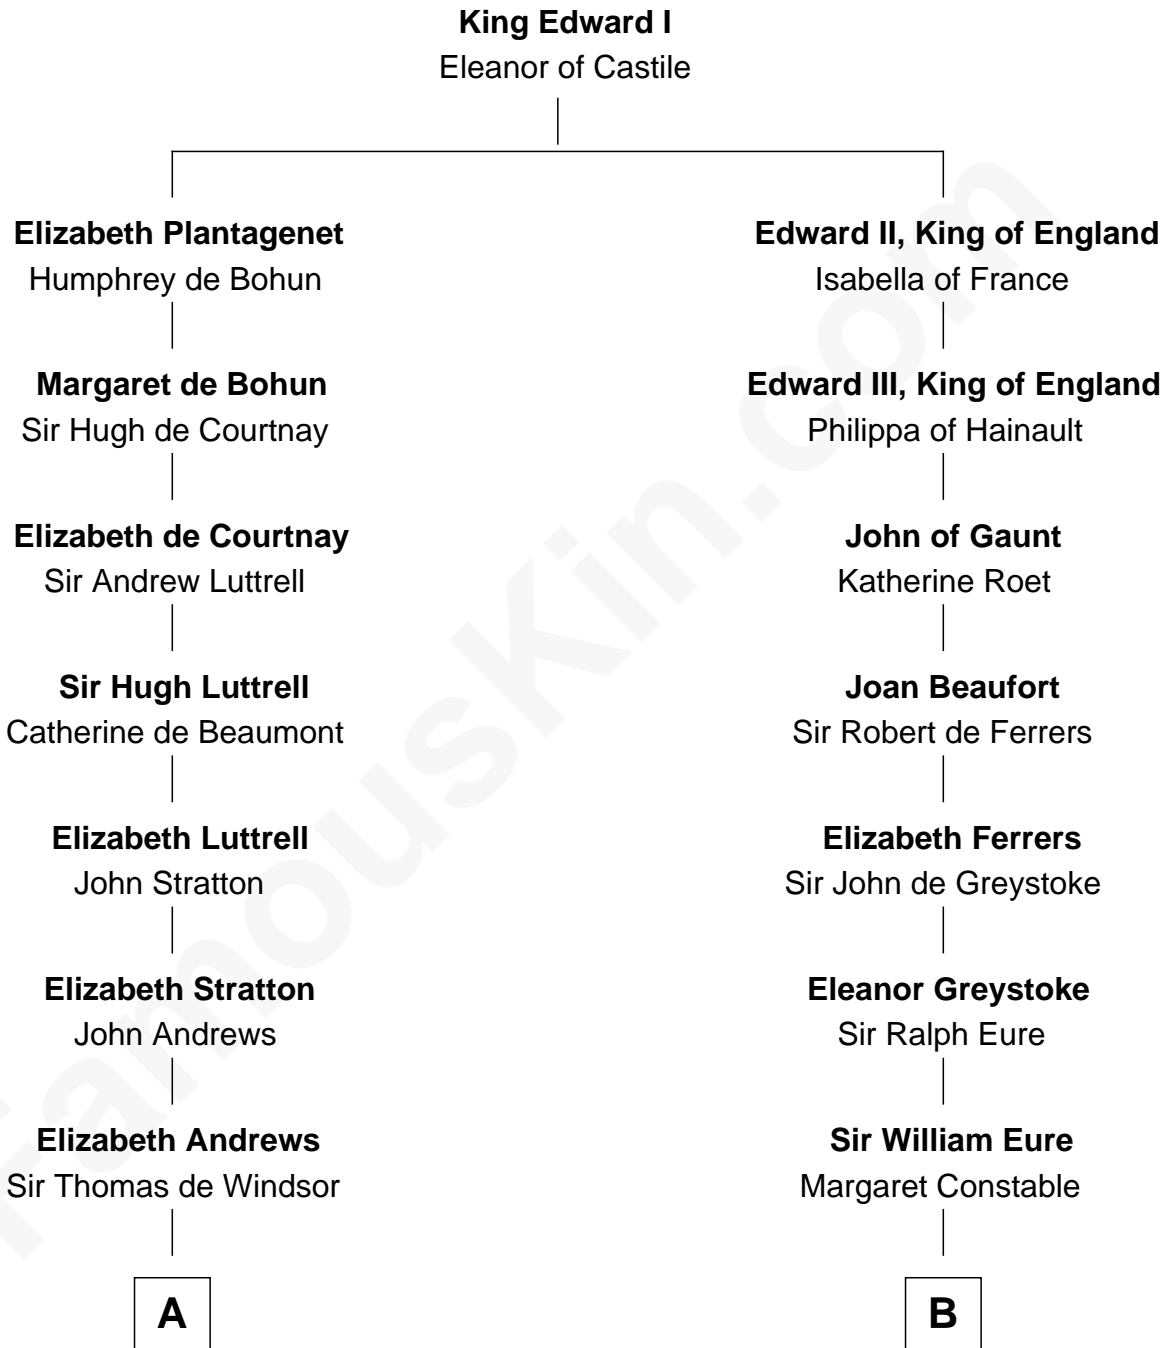 King Edward I
Eleanor of Castile
Elizabeth Plantagenet
Humphrey de Bohun
Edward II, King of England
Isabella of France
Margaret de Bohun
Sir Hugh de Courtnay
Edward III, King of England
Philippa of Hainault
Elizabeth de Courtnay
Sir Andrew Luttrell
John of Gaunt
Katherine Roet
Sir Hugh Luttrell
Catherine de Beaumont
Joan Beaufort
Sir Robert de Ferrers
Elizabeth Luttrell
John Stratton
Elizabeth Ferrers
Sir John de Greystoke
Elizabeth Stratton
John Andrews
Eleanor Greystoke
Sir Ralph Eure
Elizabeth Andrews
Sir Thomas de Windsor
Sir William Eure
Margaret Constable
A
B
FamousKin.com